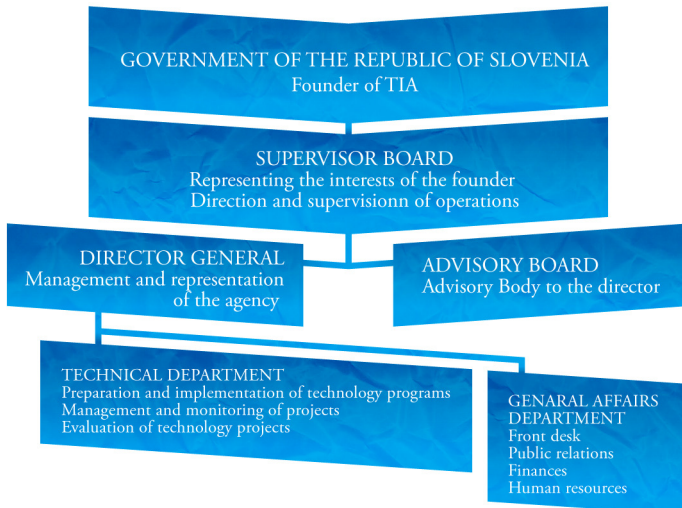 GOVERNMENT OF THE REPUBLIC OF SLOVENIA
Founder of TIA
SUPERVISOR BOARD
Representing the interests of the founder
Direction and supervisionn of operations
DIRECTOR GENERAL
Management and representation
of the agency
ADVISORY BOARD
Advisory Body to the director
TECHNICAL DEPARTMENT
Preparation and implementation of technology programs
Management and monitoring of projects
Evaluation of technology projects
GENARAL AFFAIRS
DEPARTMENT
Front desk
Public relations
Finances
Human resources